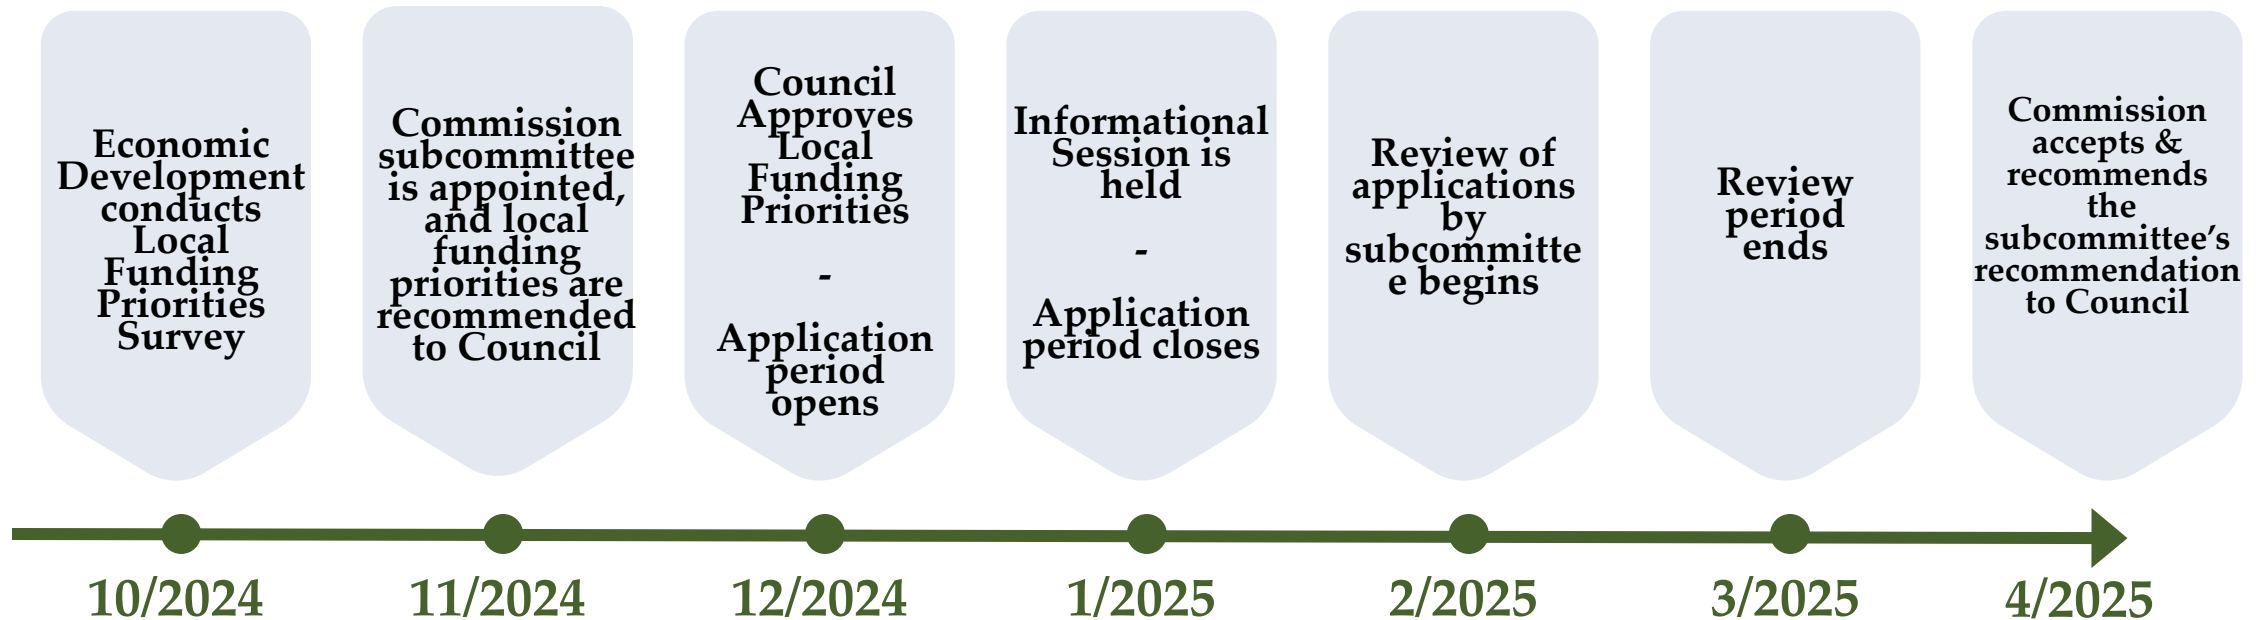 Economic
Development
conducts
Local
Funding
Priorities
Survey
Commission
subcommittee
is appointed,
and local
funding
priorities are
recommended
to Council
Council
Approves
Local
Funding
Priorities
-
Application
period
opens
Informational
Session is
held
-
Application
period closes
Review of
applications
by
subcommitte
e begins
Review
period
ends
Commission
accepts &
recommends
the
subcommittee’s
recommendation
to Council
10/2024
11/2024
12/2024
1/2025
2/2025
3/2025
4/2025